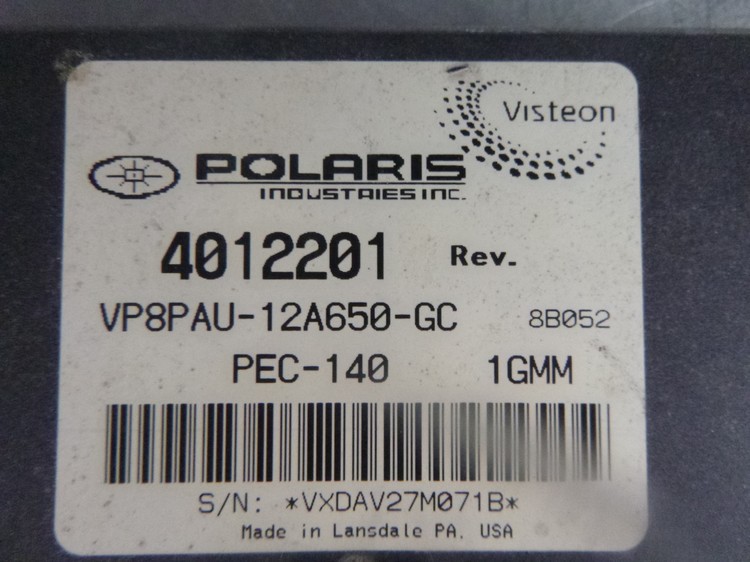 Visteon
POLARIS
INDUSTRIES INC.
4012201 Rev.
VP8PAU-12A650-GC 8B052
PEC-140 1GMM
S/N: *VXDAV27M071B*
Made in Lansdale PA, USA